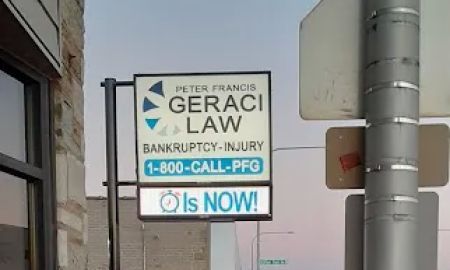 PETER FRANCIS
GERACI
LAW
BANKRUPTCY-INJURY
1-800-CALL-PFG
Is NOW!